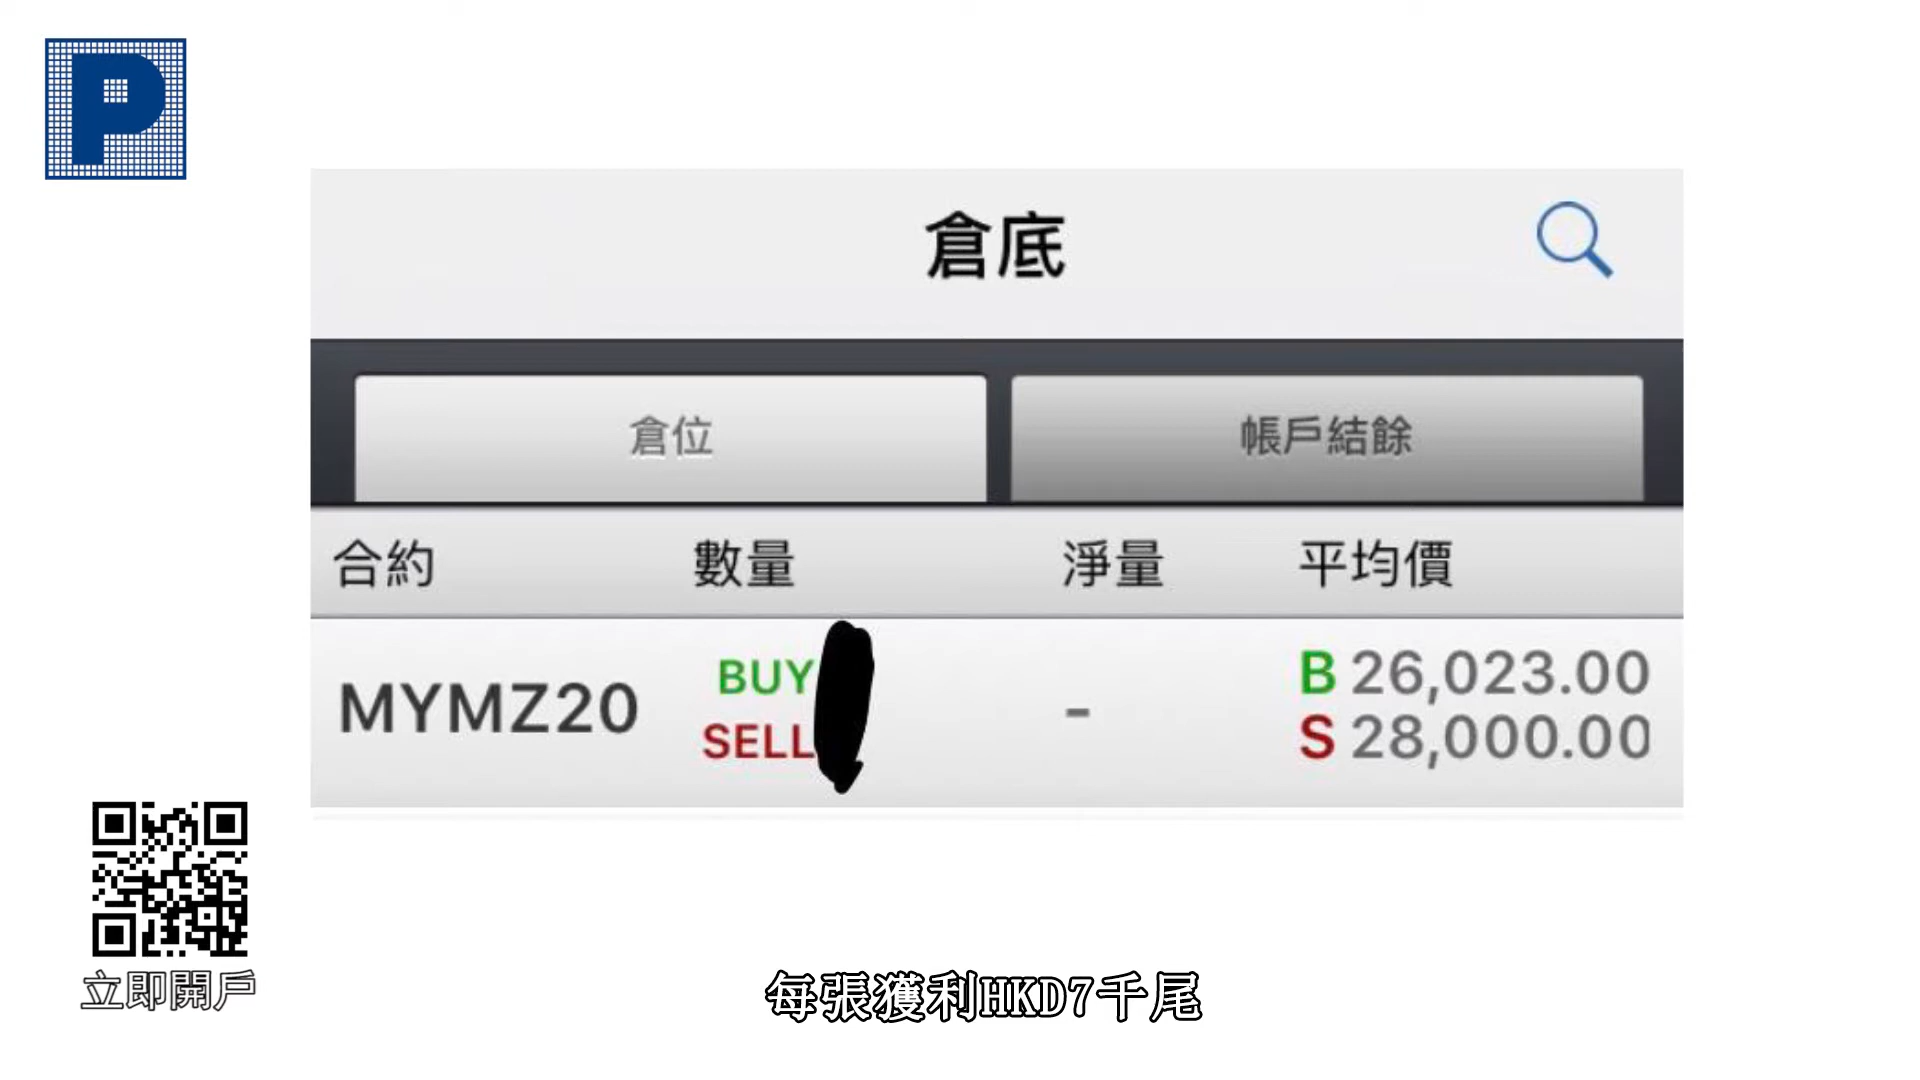 P
倉底
倉位
帳戶結餘
合約 數量 淨量 平均價
MYMZ20 BUY SELL - B 26,023.00 S 28,000.00
立即開戶
每張獲利HKD7千尾